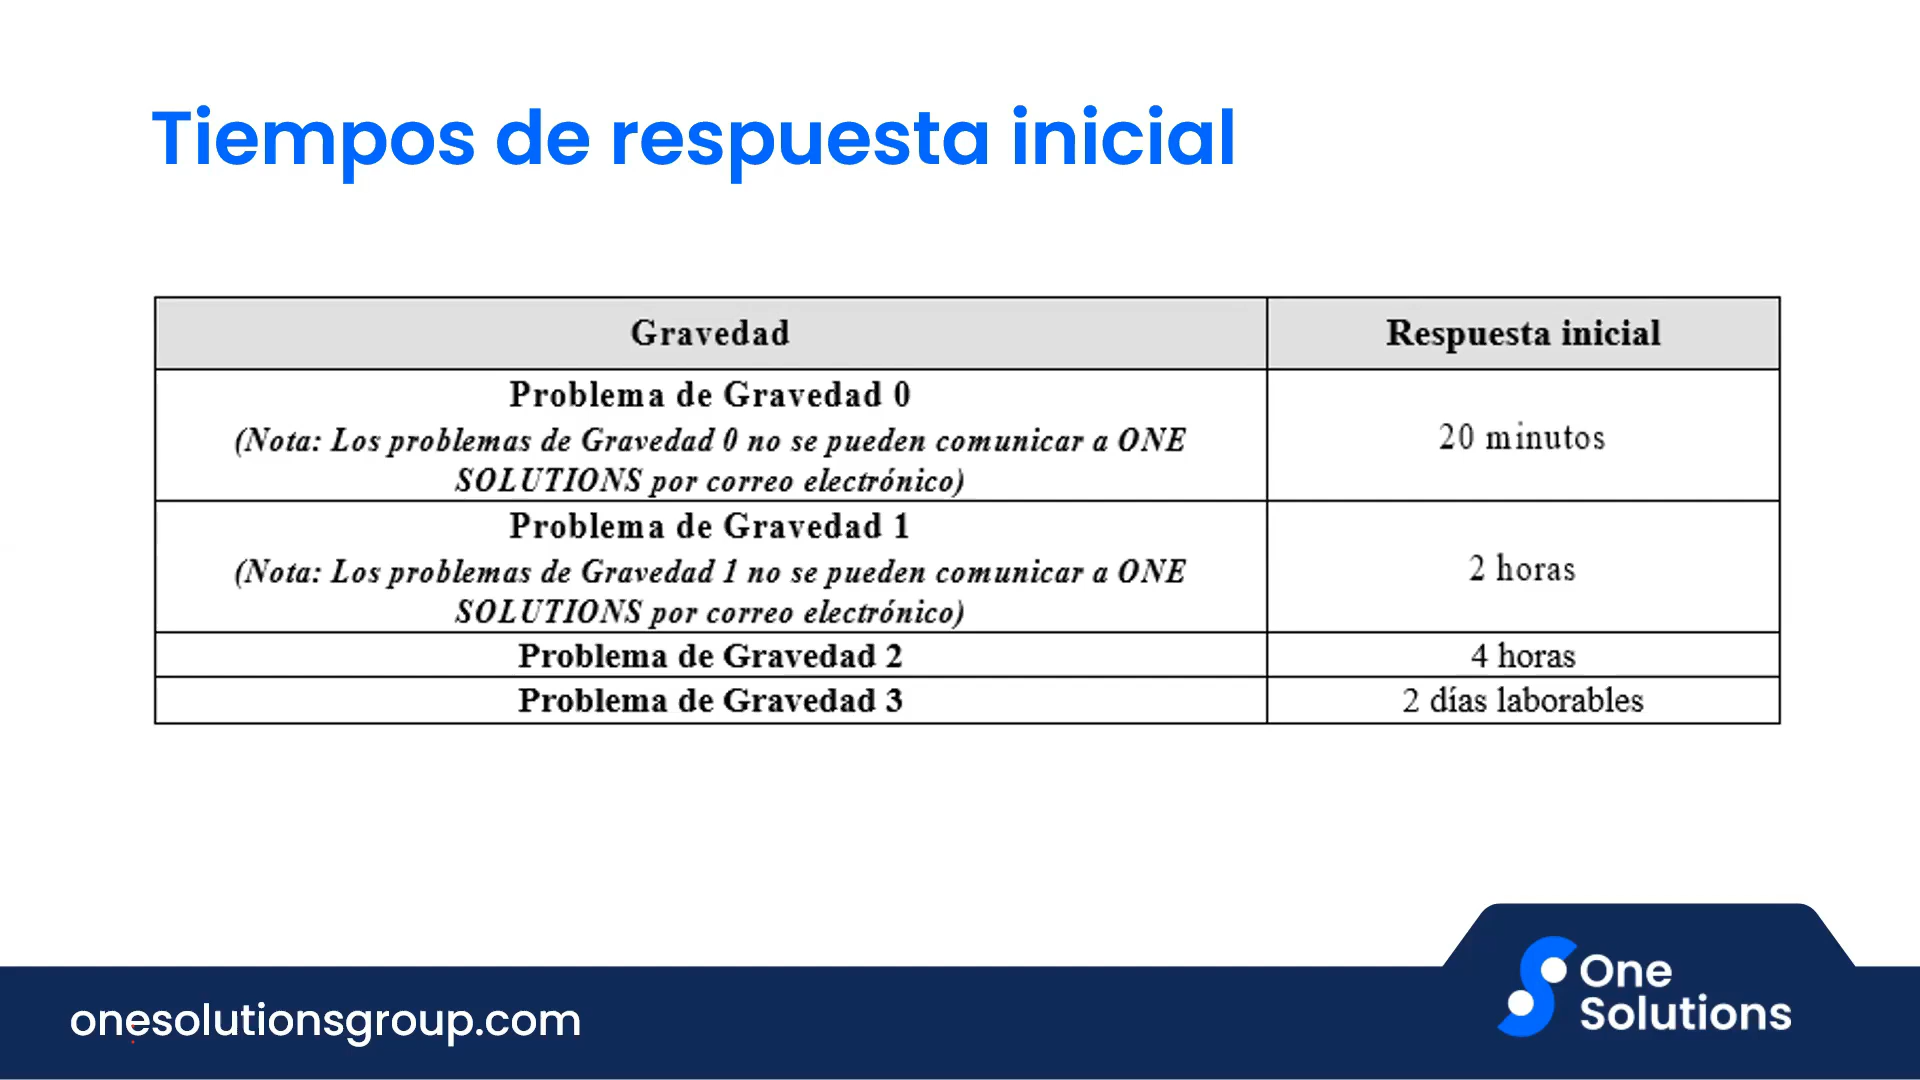 Tiempos de respuesta inicial
Gravedad
Respuesta inicial
Problema de Gravedad 0
(Nota: Los problemas de Gravedad 0 no se pueden comunicar a ONE
SOLUTIONS por correo electrónico)
20 minutos
Problema de Gravedad 1
(Nota: Los problemas de Gravedad 1 no se pueden comunicar a ONE
SOLUTIONS por correo electrónico)
2 horas
Problema de Gravedad 2
4 horas
Problema de Gravedad 3
2 días laborables
onesolutionsgroup.com
One
Solutions